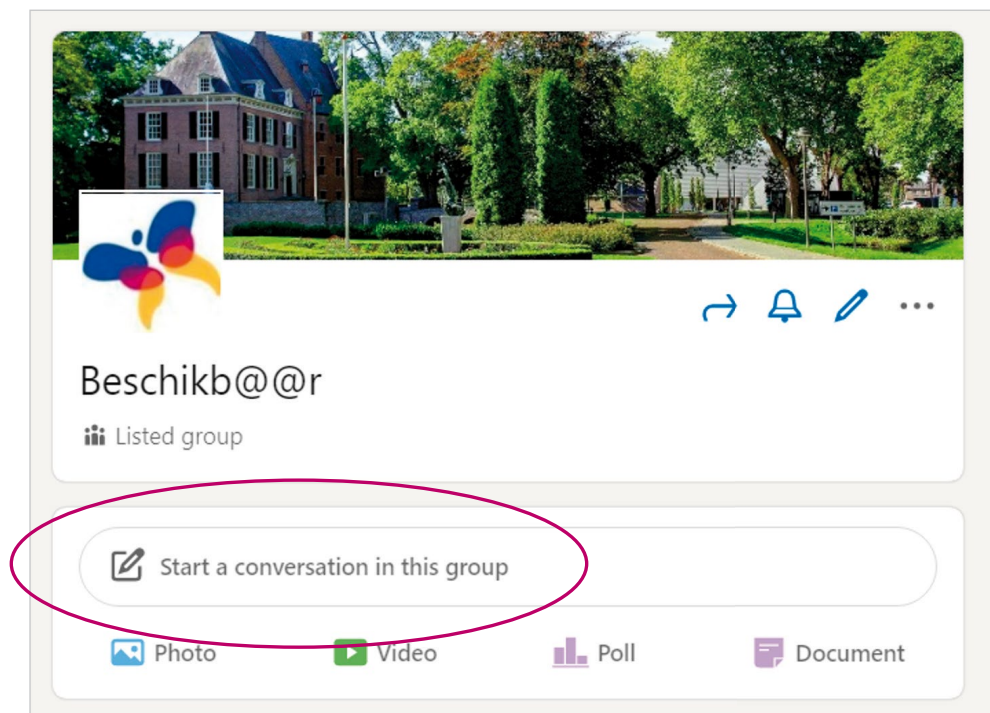 Beschikb@@r
Listed group
Start a conversation in this group
Photo Video Poll Document